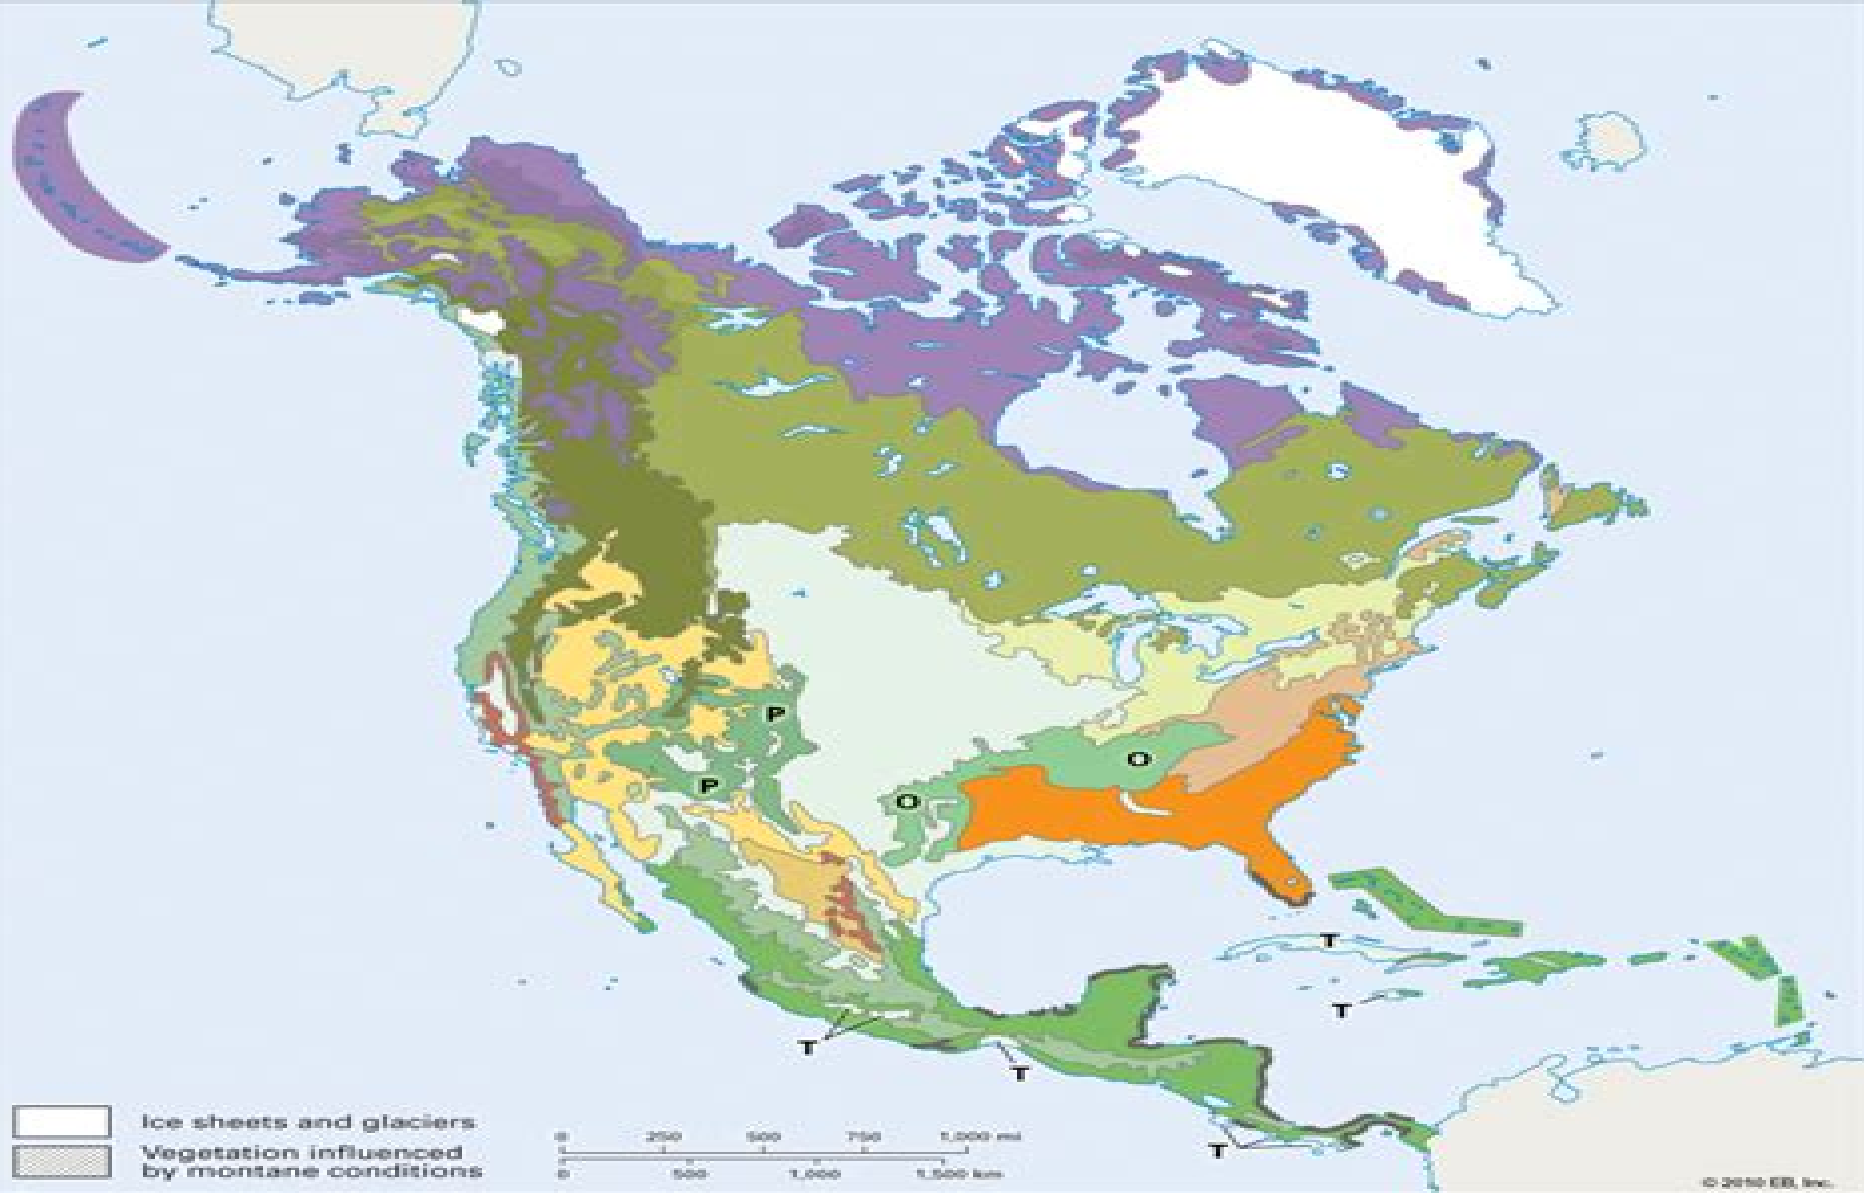 P
P
O
O
T
T
T
T
T
Ice sheets and glaciers
Vegetation influenced
by montane conditions
0 250 500 750 1,000 mi
0 500 1,000 1,500 km
© 2010 EB, Inc.